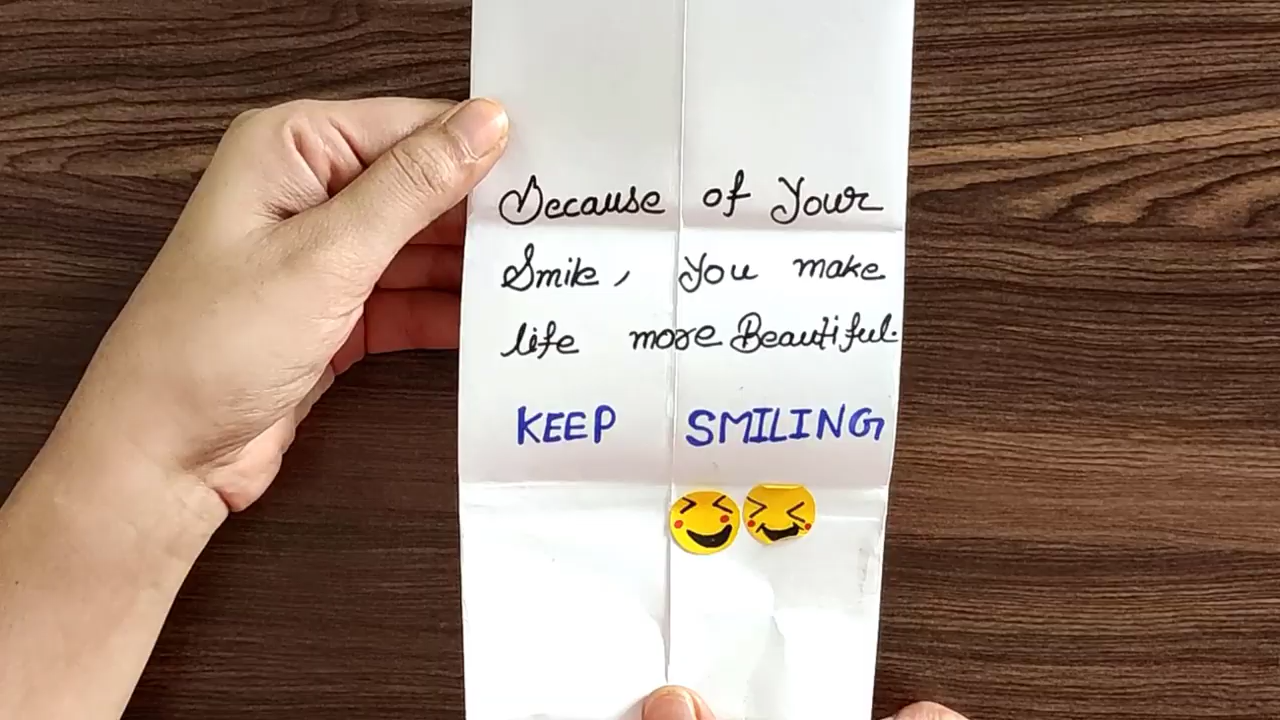 Because of Your
Smile, You make
life more Beautiful.
KEEP SMILING